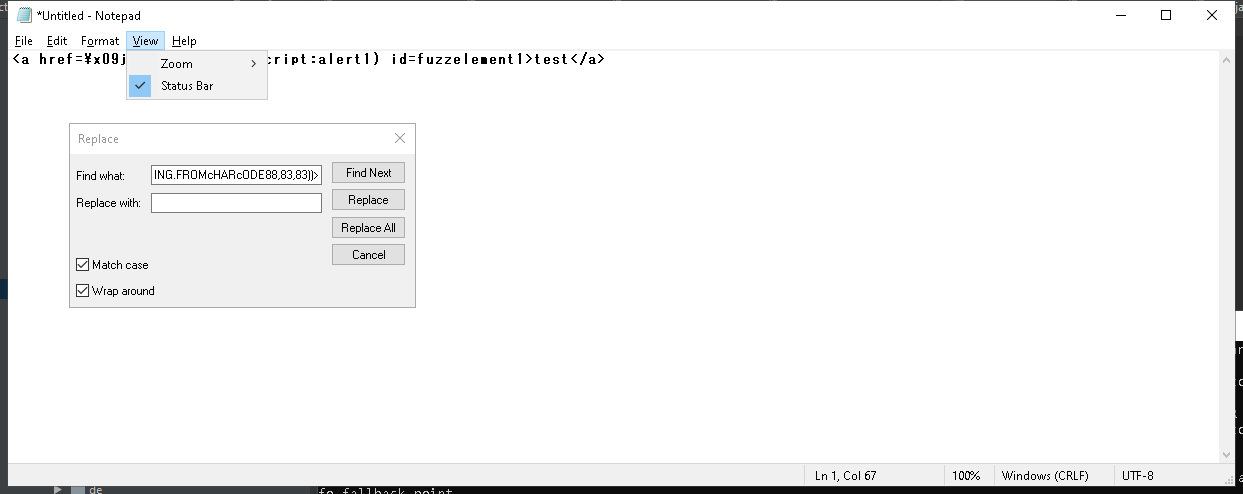 *Untitled - Notepad
File Edit Format View Help
<a href=¥x09j cript:alert1) id=fuzzelement1>test</a>
Zoom >
Status Bar
Replace
Find what: ING.FROMcHARcODE88,83,83))> Find Next
Replace with: Replace
Replace All
Cancel
Match case
Wrap around
Ln 1, Col 67 100% Windows (CRLF) UTF-8
de
fo fallback point